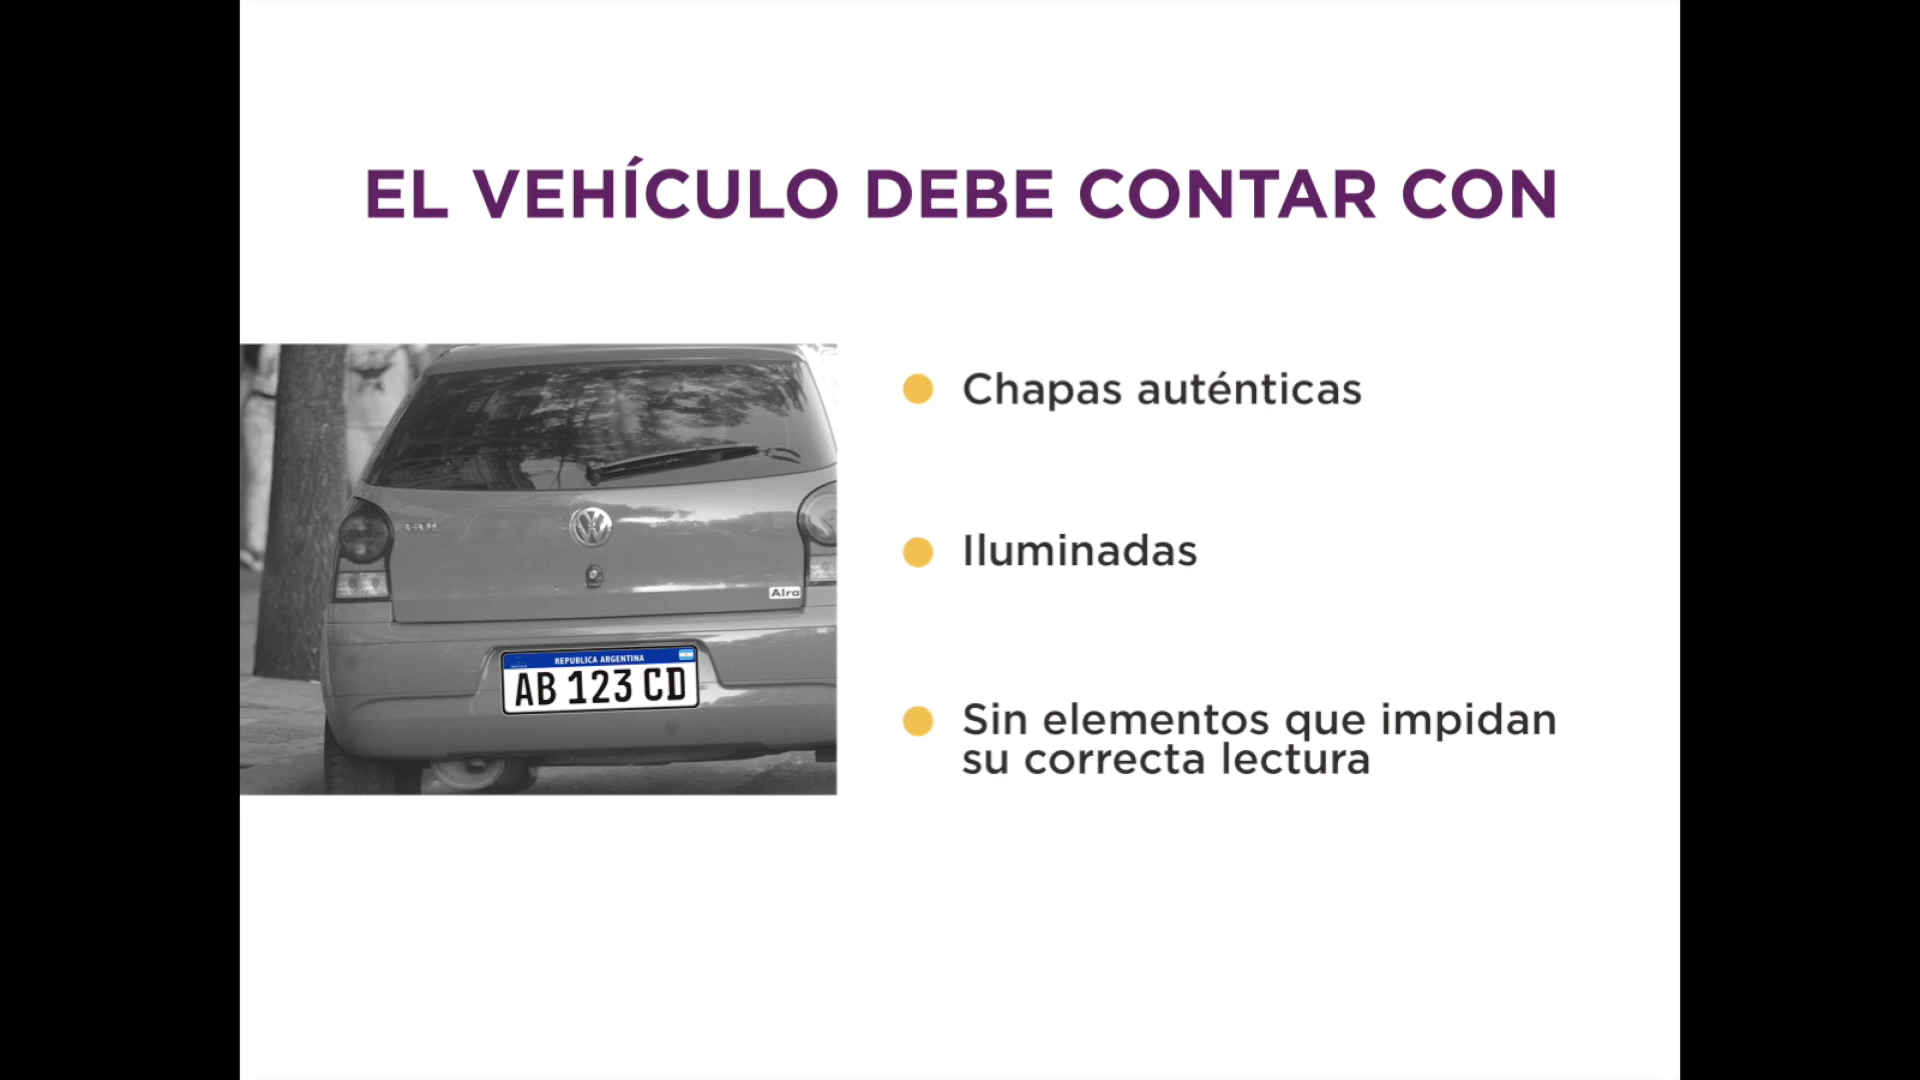 EL VEHÍCULO DEBE CONTAR CON
Chapas auténticas
Iluminadas
Sin elementos que impidan
su correcta lectura
GOL
Alra
REPUBLICA ARGENTINA
AB 123 CD